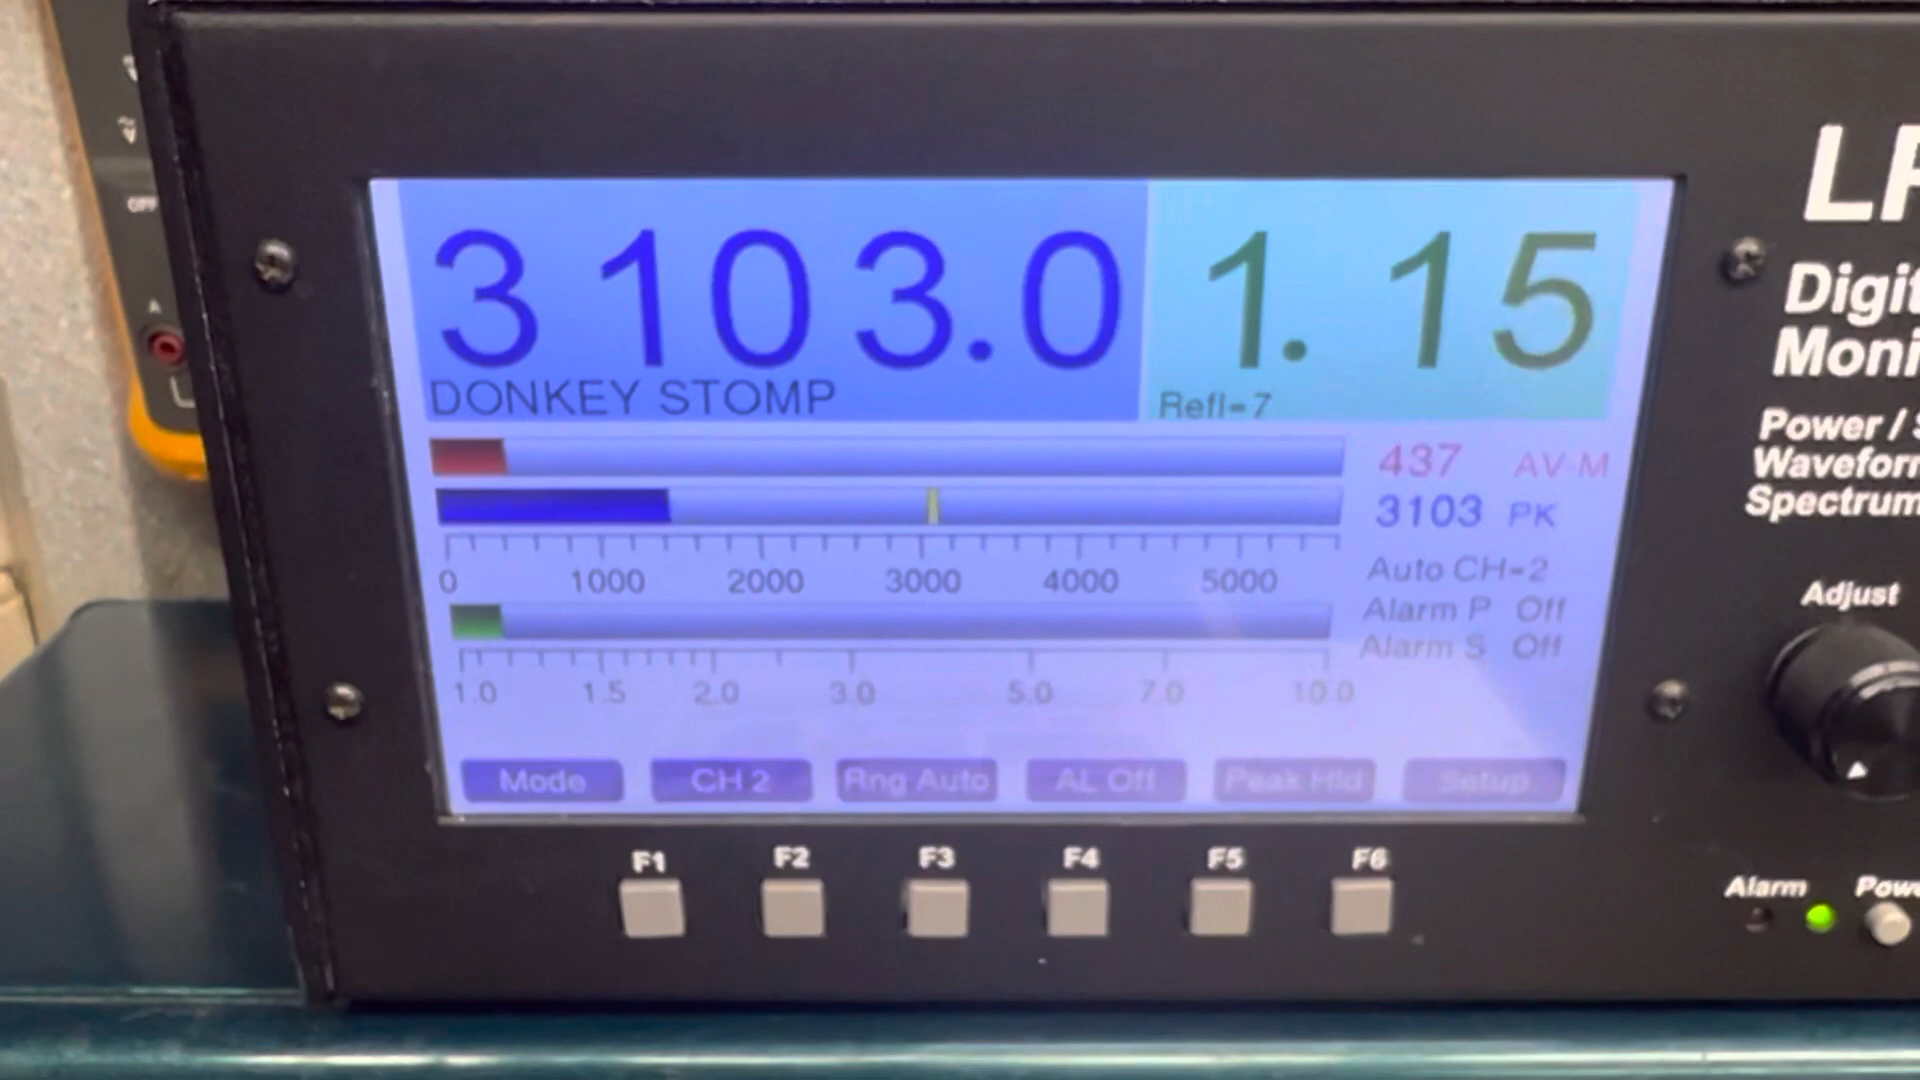 OFF
A
3103.0
1.15
DONKEY STOMP
Refl=7
437 AV-M
3103 PK
0 1000 2000 3000 4000 5000
Auto CH=2
Alarm P Off
Alarm S Off
1.0 1.5 2.0 3.0 5.0 7.0 10.0
Mode CH 2 Rng Auto AL Off Peak Hld Setup
F1 F2 F3 F4 F5 F6
LP
Digit
Moni
Power / S
Waveform
Spectrum
Adjust
Alarm Powe